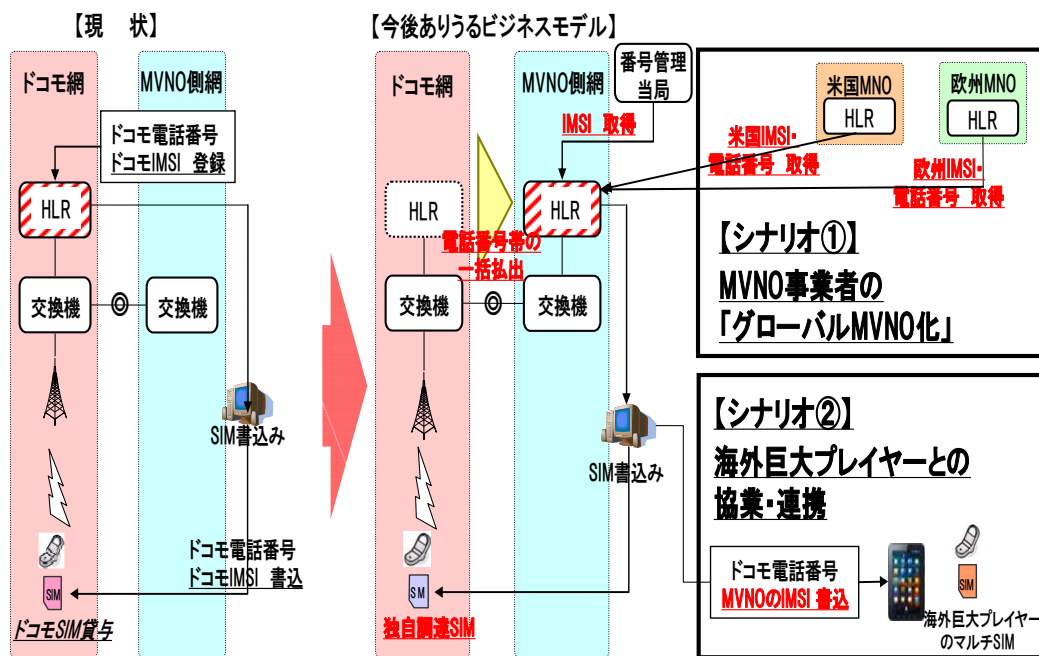 【現　状】
ドコモ網
MVNO側網
ドコモ電話番号
ドコモIMSI 登録
HLR
交換機
交換機
SIM書込み
ドコモ電話番号
ドコモIMSI 書込
SIM
ドコモSIM貸与
【今後ありうるビジネスモデル】
ドコモ網
MVNO側網
番号管理
当局
IMSI 取得
HLR
HLR
電話番号帯の
一括払出
交換機
交換機
SIM書込み
SIM
独自調達SIM
米国MNO
HLR
欧州MNO
HLR
米国IMSI・
電話番号 取得
欧州IMSI・
電話番号 取得
【シナリオ①】
MVNO事業者の
「グローバルMVNO化」
【シナリオ②】
海外巨大プレイヤーとの
協業・連携
ドコモ電話番号
MVNOのIMSI 書込
SIM
海外巨大プレイヤー
のマルチSIM